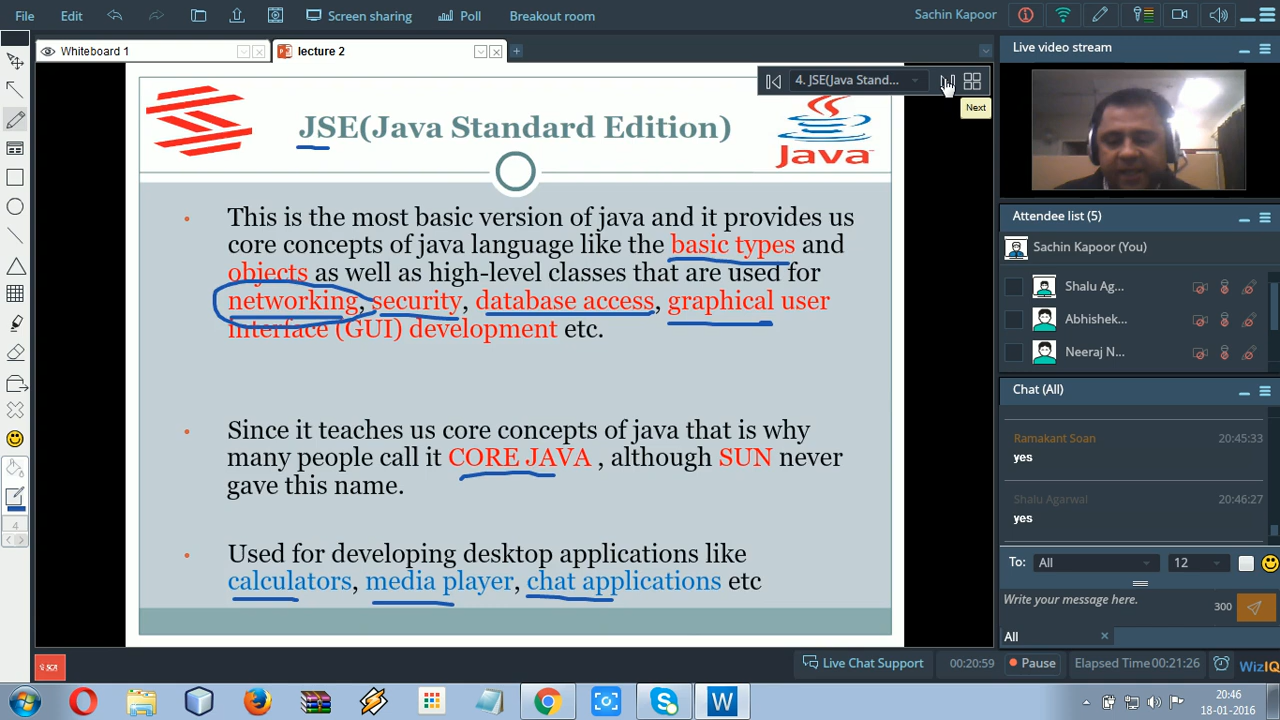 File Edit Screen sharing Poll Breakout room Sachin Kapoor
Whiteboard 1 lecture 2
4. JSE(Java Stand...
Next
JSE(Java Standard Edition)
Java
This is the most basic version of java and it provides us
core concepts of java language like the basic types and
objects as well as high-level classes that are used for
networking, security, database access, graphical user
interface (GUI) development etc.
Since it teaches us core concepts of java that is why
many people call it CORE JAVA , although SUN never
gave this name.
Used for developing desktop applications like
calculators, media player, chat applications etc
Live video stream
Attendee list (5)
Sachin Kapoor (You)
Shalu Ag...
Abhishek...
Neeraj N...
Chat (All)
Ramakant Soan 20:45:33
yes
Shalu Agarwal 20:46:27
yes
To: All 12
Write your message here. 300
All
4
Live Chat Support 00:20:59 Pause Elapsed Time 00:21:26 WizIQ
20:46
18-01-2016